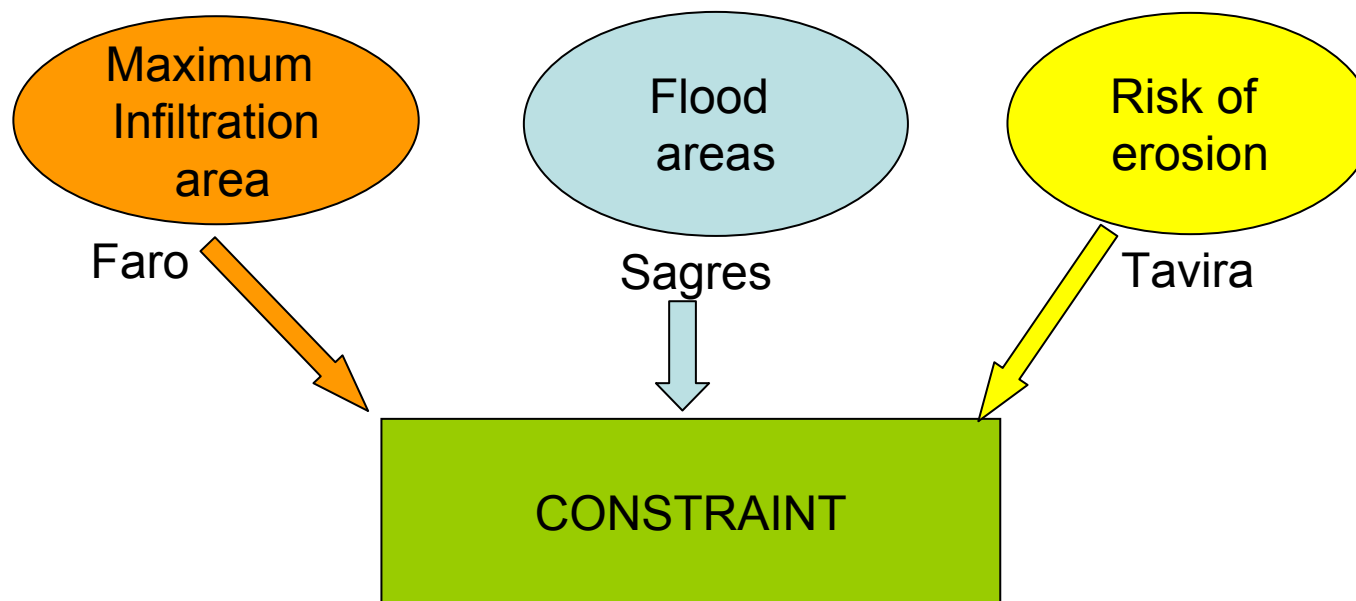 Maximum
Infiltration
area
Flood
areas
Risk of
erosion
Faro
Sagres
Tavira
CONSTRAINT